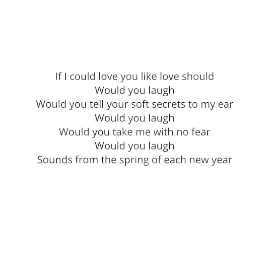 If I could love you like love should
Would you laugh
Would you tell your soft secrets to my ear
Would you laugh
Would you take me with no fear
Would you laugh
Sounds from the spring of each new year